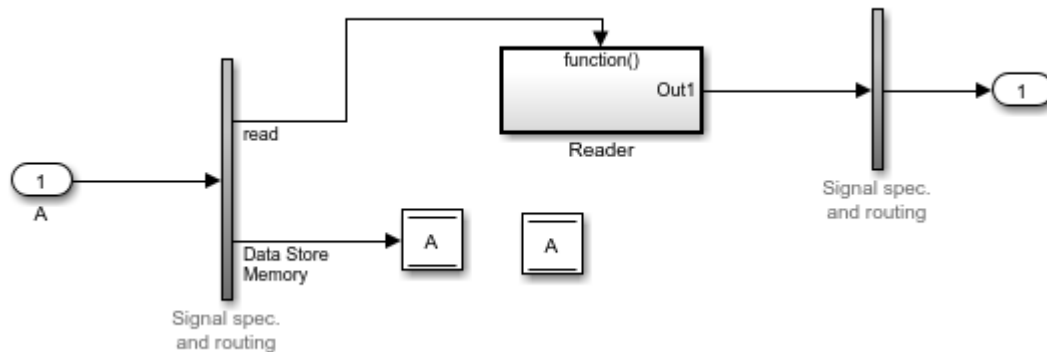 function()
Out1
Reader
1
read
1
A
Signal spec.
and routing
A
A
Data Store
Memory
Signal spec.
and routing